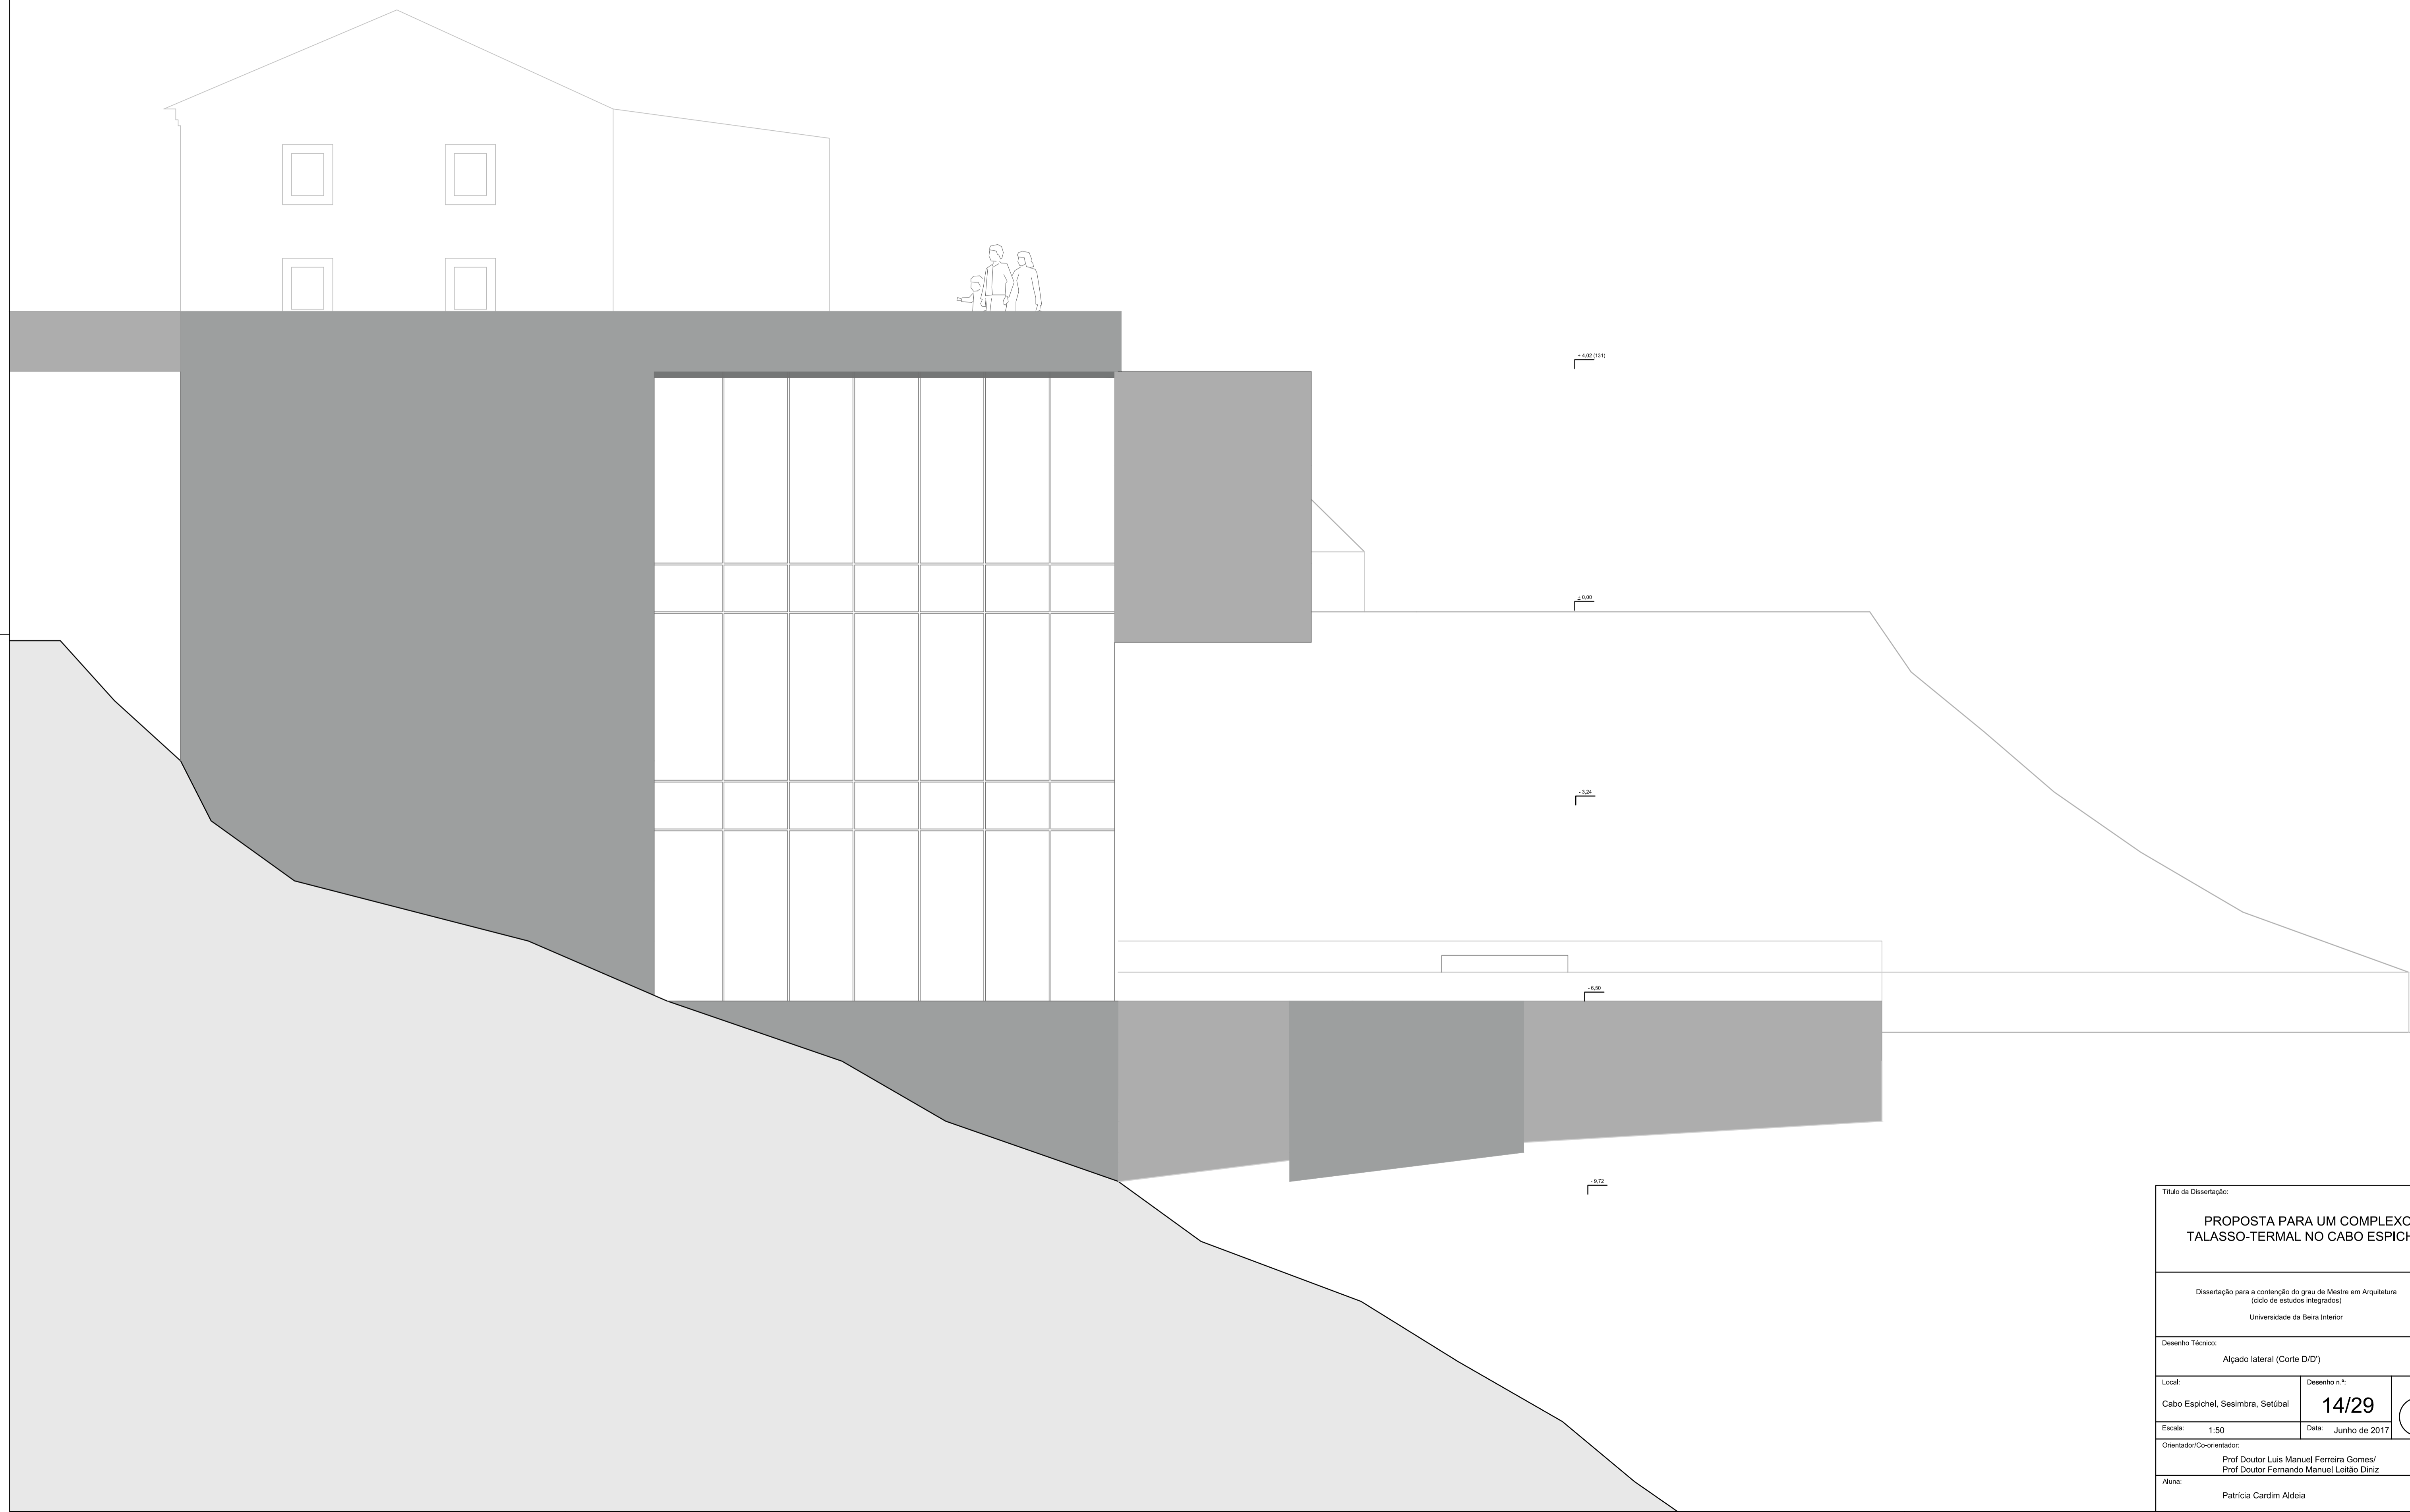 + 4,02 (131)
± 0,00
- 3,24
- 6,50
- 9,72
Título da Dissertação:
PROPOSTA PARA UM COMPLEXO
TALASSO-TERMAL NO CABO ESPICH
Dissertação para a contenção do grau de Mestre em Arquitetura
(ciclo de estudos integrados)
Universidade da Beira Interior
Desenho Técnico:
Alçado lateral (Corte D/D')
Local:
Cabo Espichel, Sesimbra, Setúbal
Desenho n.º:
14/29
Escala: 1:50
Data: Junho de 2017
Orientador/Co-orientador:
Prof Doutor Luis Manuel Ferreira Gomes/
Prof Doutor Fernando Manuel Leitão Diniz
Aluna:
Patrícia Cardim Aldeia